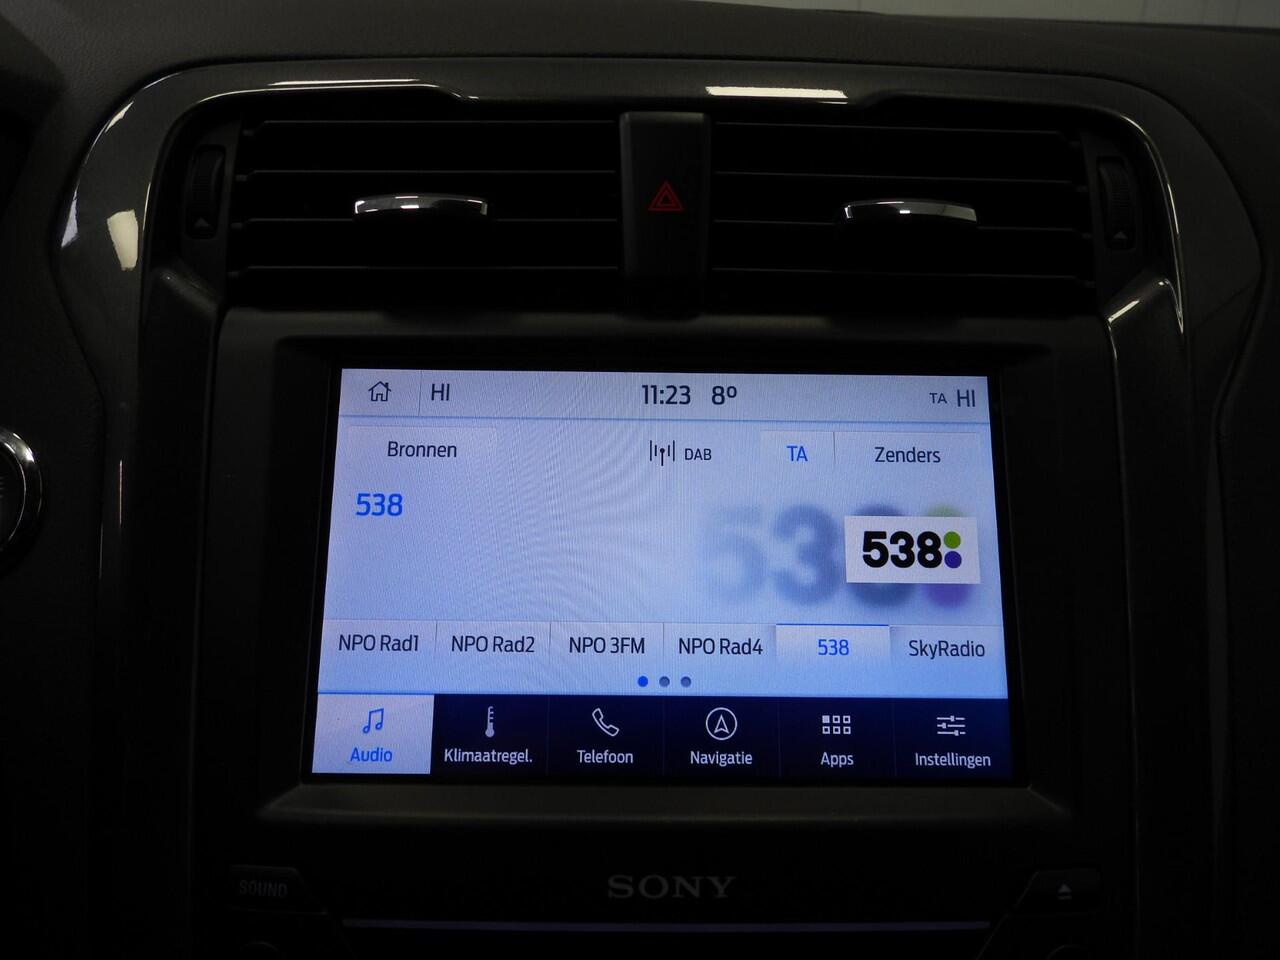 HI 11:23 8º TA HI
Bronnen DAB TA Zenders
538
538
538
NPO Rad1 NPO Rad2 NPO 3FM NPO Rad4 538 SkyRadio
Audio Klimaatregel. Telefoon Navigatie Apps Instellingen
SONY
SOUND